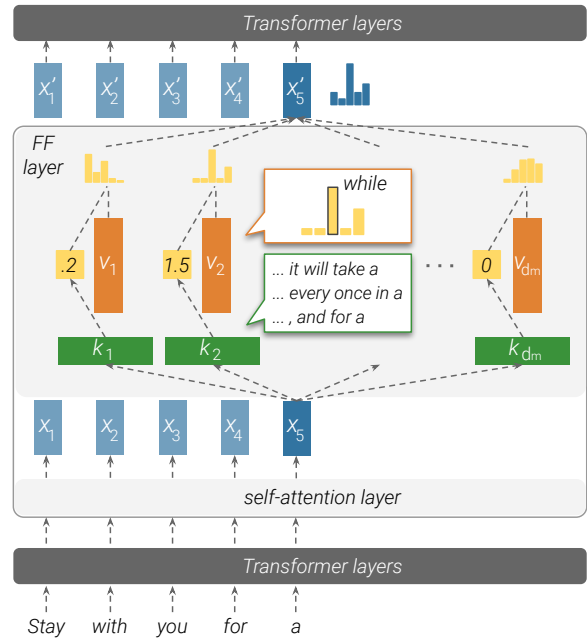 Transformer layers
x′1 x′2 x′3 x′4 x′5
FF
layer
while
.2 v1 1.5 v2 0 vdm
... it will take a
... every once in a
... , and for a
· · ·
k1 k2 kdm
x1 x2 x3 x4 x5
self-attention layer
Transformer layers
Stay with you for a